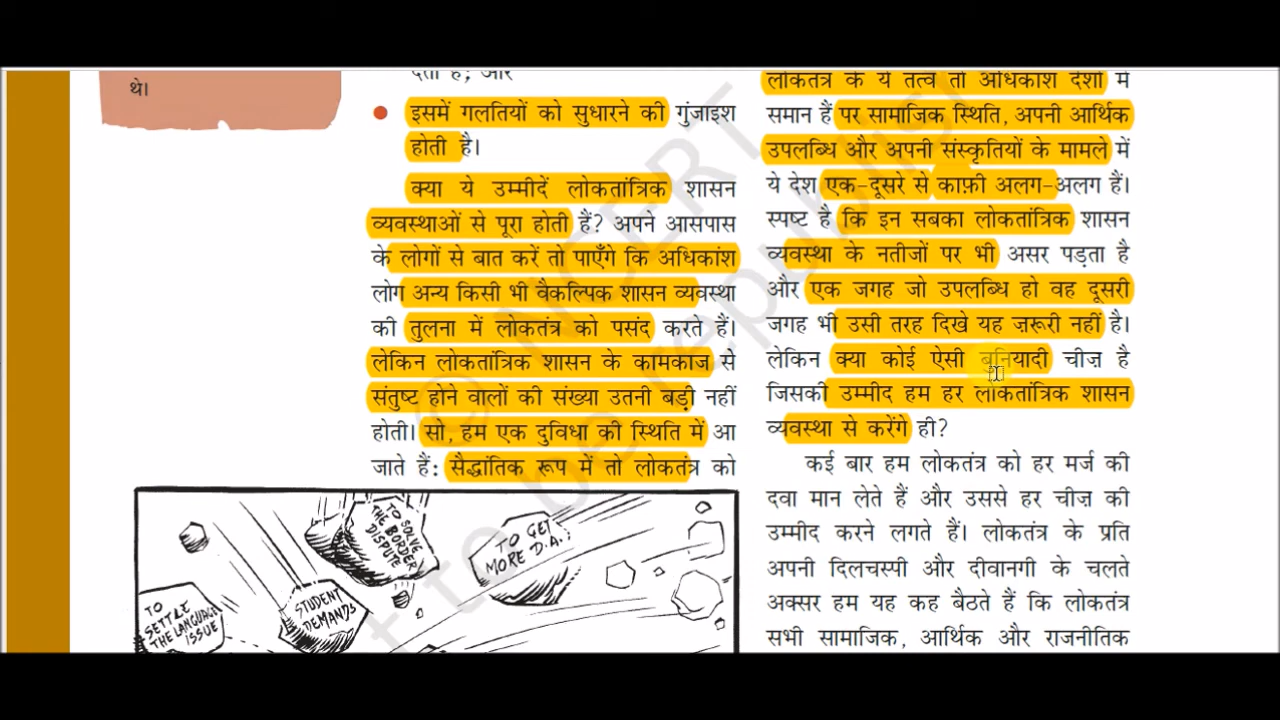 थे।
देता है; और
इसमें गलतियों को सुधारने की गुंजाइश
होती है।
क्या ये उम्मीदें लोकतांत्रिक शासन
व्यवस्थाओं से पूरा होती हैं? अपने आसपास
के लोगों से बात करें तो पाएँगे कि अधिकांश
लोग अन्य किसी भी वैकल्पिक शासन व्यवस्था
की तुलना में लोकतंत्र को पसंद करते हैं।
लेकिन लोकतांत्रिक शासन के कामकाज से
संतुष्ट होने वालों की संख्या उतनी बड़ी नहीं
होती। सो, हम एक दुविधा की स्थिति में आ
जाते हैं: सैद्धांतिक रूप में तो लोकतंत्र को
TO SOLVE
THE BORDER
DISPUTE
TO GET
MORE D.A.
STUDENT
DEMANDS
TO
SETTLE
THE LANGUAGE
ISSUE
लोकतंत्र के ये तत्व तो अधिकांश देशों में
समान हैं पर सामाजिक स्थिति, अपनी आर्थिक
उपलब्धि और अपनी संस्कृतियों के मामले में
ये देश एक-दूसरे से काफ़ी अलग-अलग हैं।
स्पष्ट है कि इन सबका लोकतांत्रिक शासन
व्यवस्था के नतीजों पर भी असर पड़ता है
और एक जगह जो उपलब्धि हो वह दूसरी
जगह भी उसी तरह दिखे यह ज़रूरी नहीं है।
लेकिन क्या कोई ऐसी बुनियादी चीज़ है
जिसकी उम्मीद हम हर लोकतांत्रिक शासन
व्यवस्था से करेंगे ही?
कई बार हम लोकतंत्र को हर मर्ज की
दवा मान लेते हैं और उससे हर चीज़ की
उम्मीद करने लगते हैं। लोकतंत्र के प्रति
अपनी दिलचस्पी और दीवानगी के चलते
अक्सर हम यह कह बैठते हैं कि लोकतंत्र
सभी सामाजिक, आर्थिक और राजनीतिक
© NCERT
t to be republis